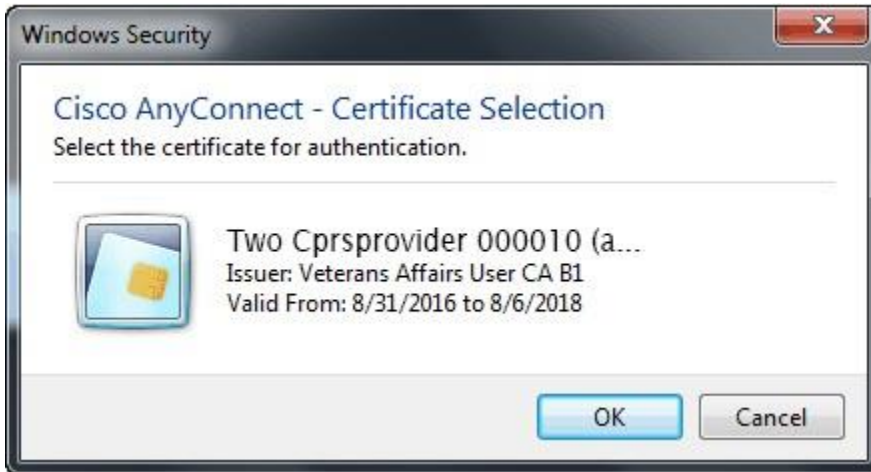 Windows Security
Cisco AnyConnect - Certificate Selection
Select the certificate for authentication.
Two Cprsprovider 000010 (a...
Issuer: Veterans Affairs User CA B1
Valid From: 8/31/2016 to 8/6/2018
OK
Cancel